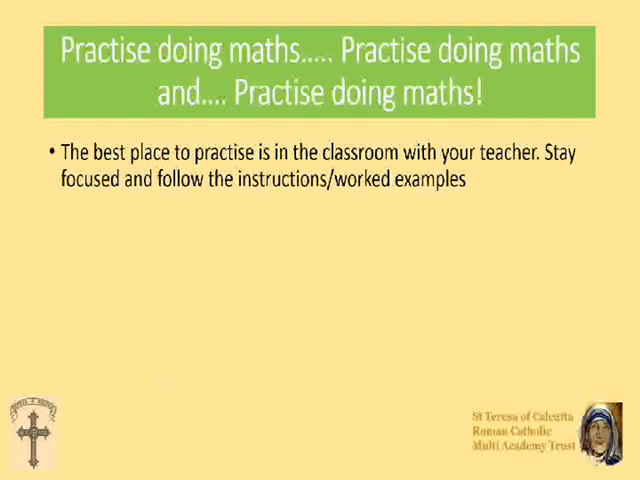 Practise doing maths..... Practise doing maths
and.... Practise doing maths!
• The best place to practise is in the classroom with your teacher. Stay
focused and follow the instructions/worked examples
St Teresa of Calcutta
Roman Catholic
Multi Academy Trust